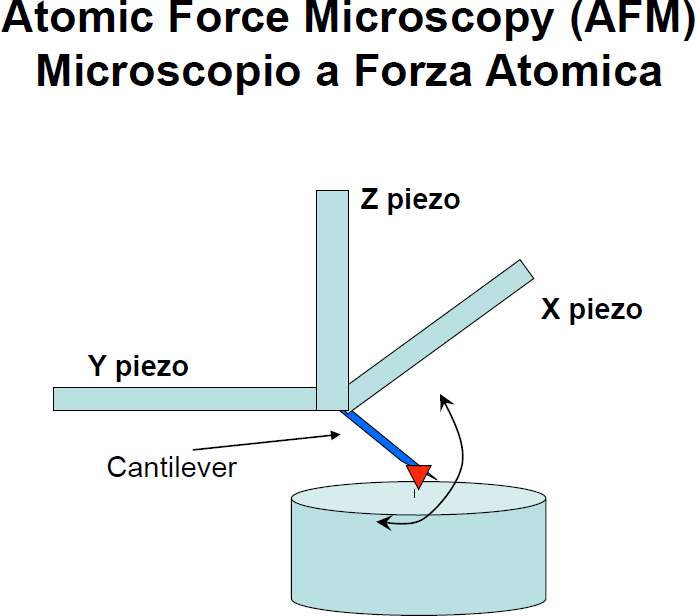 Atomic Force Microscopy (AFM)
Microscopio a Forza Atomica
Z piezo
X piezo
Y piezo
Cantilever